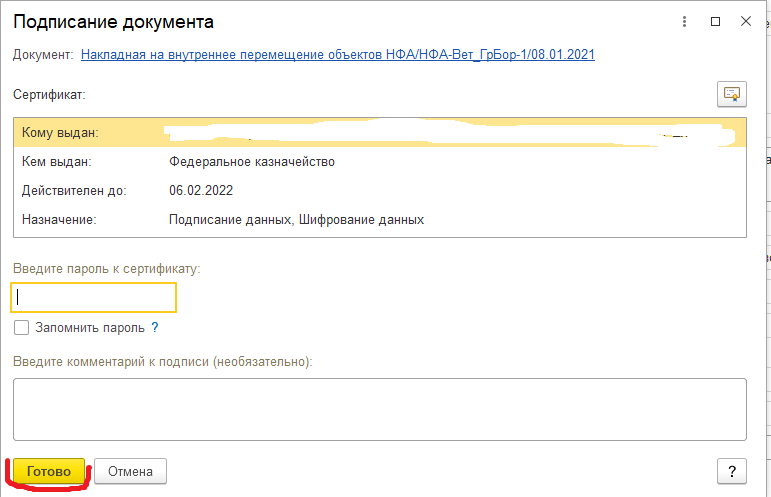 Подписание документа
Документ: Накладная на внутреннее перемещение объектов НФА/НФА-Вет_ГрБор-1/08.01.2021
Сертификат:
Кому выдан:
Кем выдан: Федеральное казначейство
Действителен до: 06.02.2022
Назначение: Подписание данных, Шифрование данных
Введите пароль к сертификату:
Запомнить пароль ?
Введите комментарий к подписи (необязательно):
Готово Отмена ?